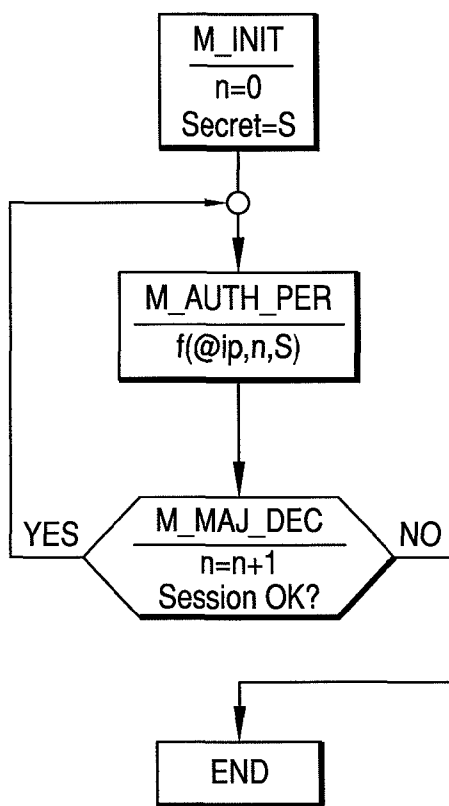 M_INIT
n=0
Secret=S
M_AUTH_PER
f(@ip,n,S)
YES
M_MAJ_DEC
NO
n=n+1
Session OK?
END